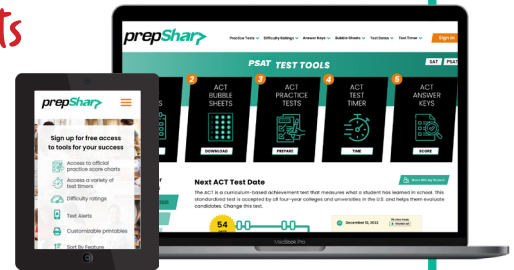 ts
prepSharp
Practice Tests Difficulty Ratings Answer Keys Bubble Sheets Test Dates Test Timer Sign In
PSAT TEST TOOLS
SAT PSAT
2 3 4 5
S
ACT
BUBBLE
SHEETS
DOWNLOAD
ACT
PRACTICE
TESTS
PREPARE
ACT
TEST
TIMER
TIME
ACT
ANSWER
KEYS
SCORE
Next ACT Test Date
The ACT is a curriculum-based achievement test that measures what a student has learned in school. This
standardized test is accepted by all four-year colleges and universities in the U.S. and helps them evaluate
candidates. Change this test.
54
December 10, 2022
MacBook Pro
prepSharp
Sign up for free access
to tools for your success
Access to official
practice score charts
Access a variety of
test timers
Difficulty ratings
Test Alerts
Customizable printables
Sort By Feature